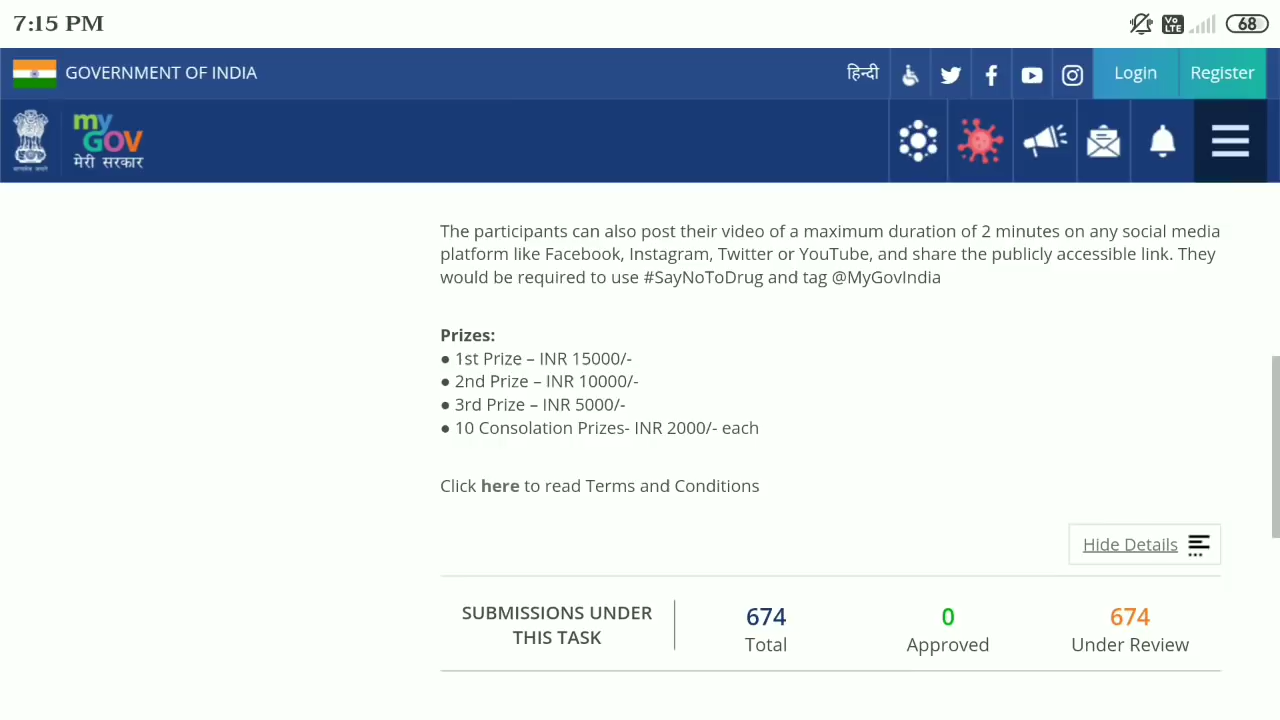 7:15 PM
Vo LTE
68
GOVERNMENT OF INDIA
हिन्दी
Login
Register
my
GOV
मेरी सरकार
The participants can also post their video of a maximum duration of 2 minutes on any social media
platform like Facebook, Instagram, Twitter or YouTube, and share the publicly accessible link. They
would be required to use #SayNoToDrug and tag @MyGovIndia
Prizes:
● 1st Prize – INR 15000/-
● 2nd Prize – INR 10000/-
● 3rd Prize – INR 5000/-
● 10 Consolation Prizes- INR 2000/- each
Click here to read Terms and Conditions
Hide Details
SUBMISSIONS UNDER
THIS TASK
674
Total
0
Approved
674
Under Review